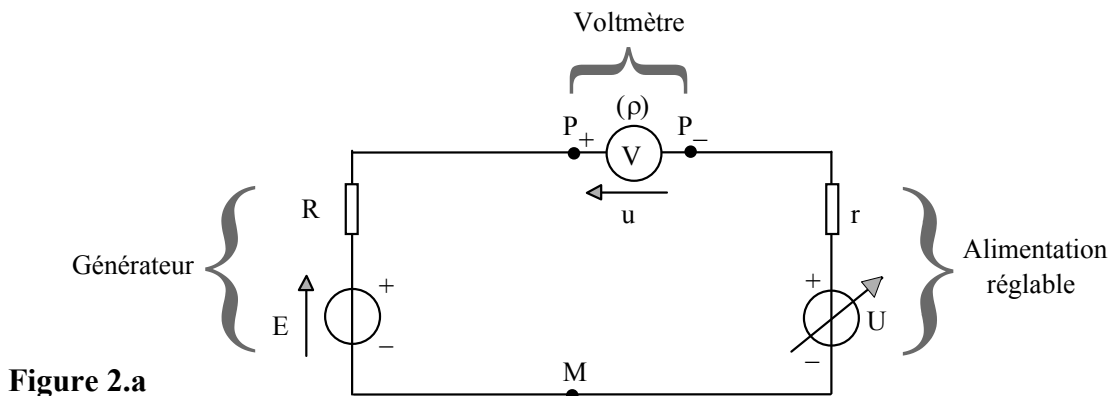 Voltmètre
(ρ)
P+ V P–
u
R
r
Générateur
Alimentation
réglable
+
E
–
+
U
–
M
Figure 2.a